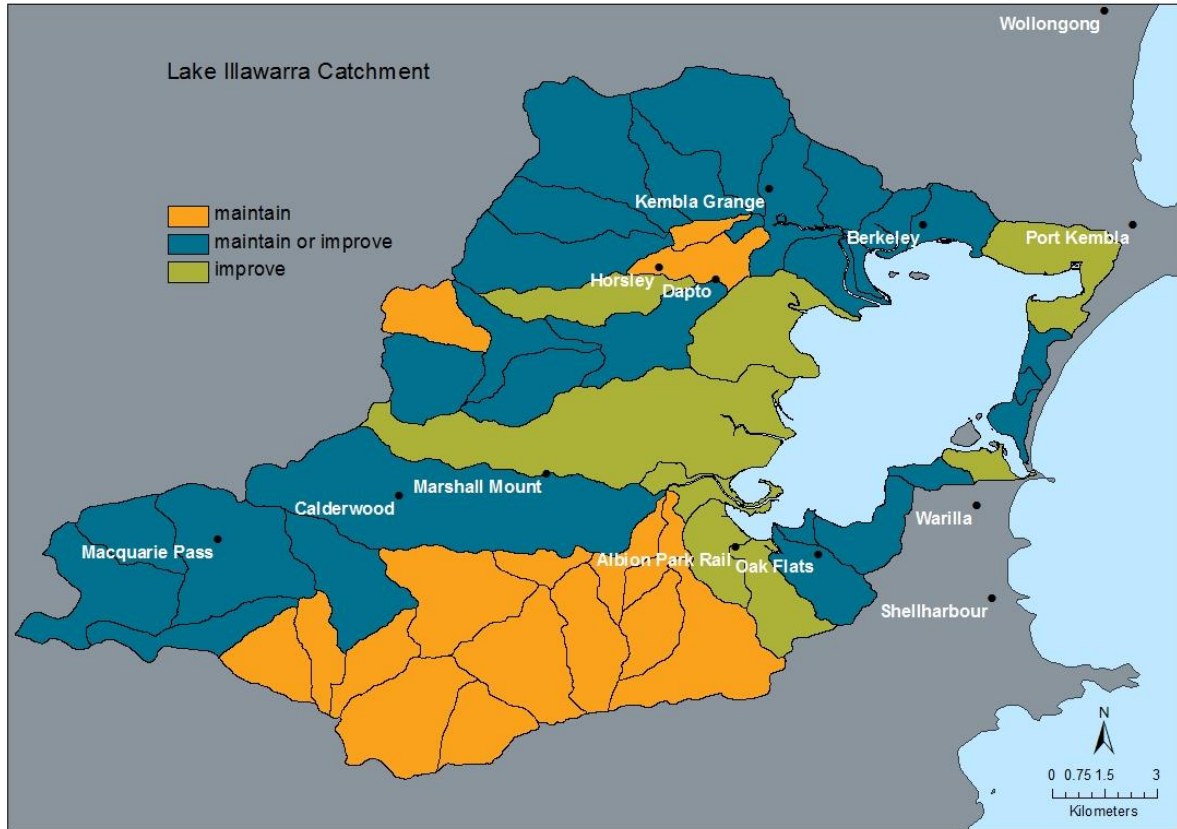 Wollongong
Lake Illawarra Catchment
maintain
maintain or improve
improve
Kembla Grange
Berkeley
Port Kembla
Horsley
Dapto
Marshall Mount
Calderwood
Warilla
Macquarie Pass
Albion Park Rail
Oak Flats
Shellharbour
N
0 0.75 1.5 3
Kilometers